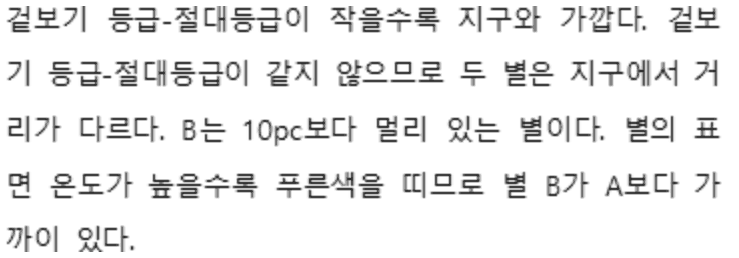 겉보기 등급-절대등급이 작을수록 지구와 가깝다. 겉보
기 등급-절대등급이 같지 않으므로 두 별은 지구에서 거
리가 다르다. B는 10pc보다 멀리 있는 별이다. 별의 표
면 온도가 높을수록 푸른색을 띠므로 별 B가 A보다 가
까이 있다.